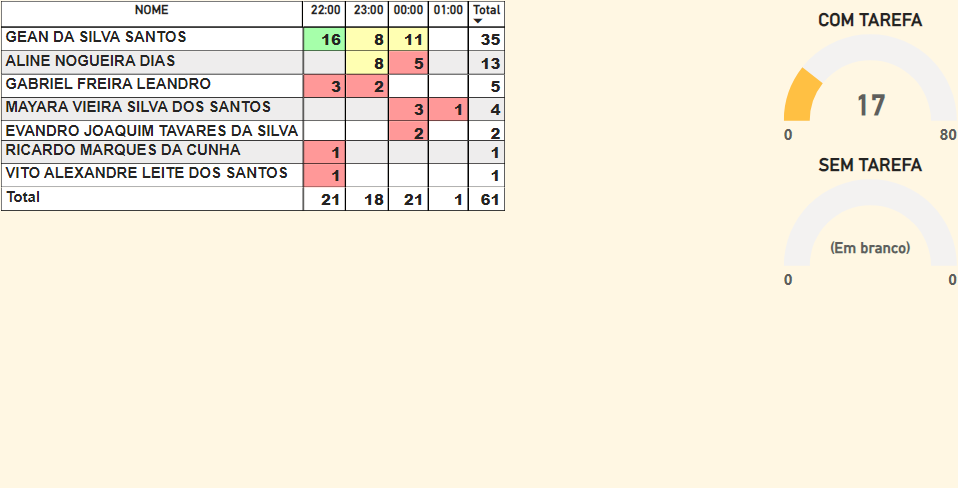 NOME 22:00 23:00 00:00 01:00 Total
GEAN DA SILVA SANTOS 16 8 11 35
ALINE NOGUEIRA DIAS 8 5 13
GABRIEL FREIRA LEANDRO 3 2 5
MAYARA VIEIRA SILVA DOS SANTOS 3 1 4
EVANDRO JOAQUIM TAVARES DA SILVA 2 2
RICARDO MARQUES DA CUNHA 1 1
VITO ALEXANDRE LEITE DOS SANTOS 1 1
Total 21 18 21 1 61
COM TAREFA
17
0 80
SEM TAREFA
(Em branco)
0 0